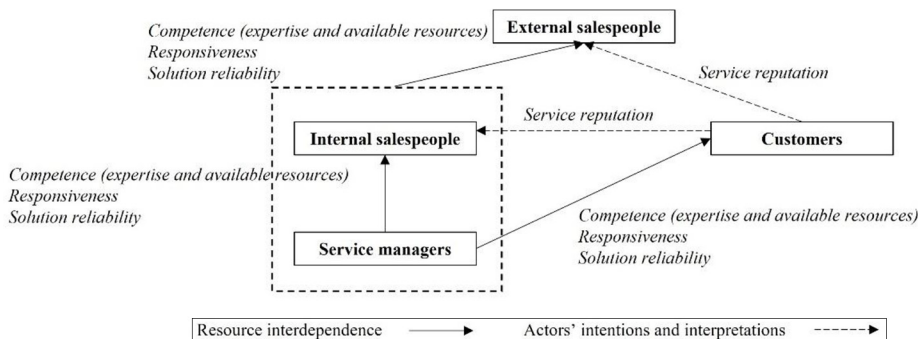 External salespeople
Competence (expertise and available resources)
Responsiveness
Solution reliability
Service reputation
Service reputation
Internal salespeople
Customers
Competence (expertise and available resources)
Responsiveness
Solution reliability
Competence (expertise and available resources)
Responsiveness
Solution reliability
Service managers
Resource interdependence
Actors' intentions and interpretations